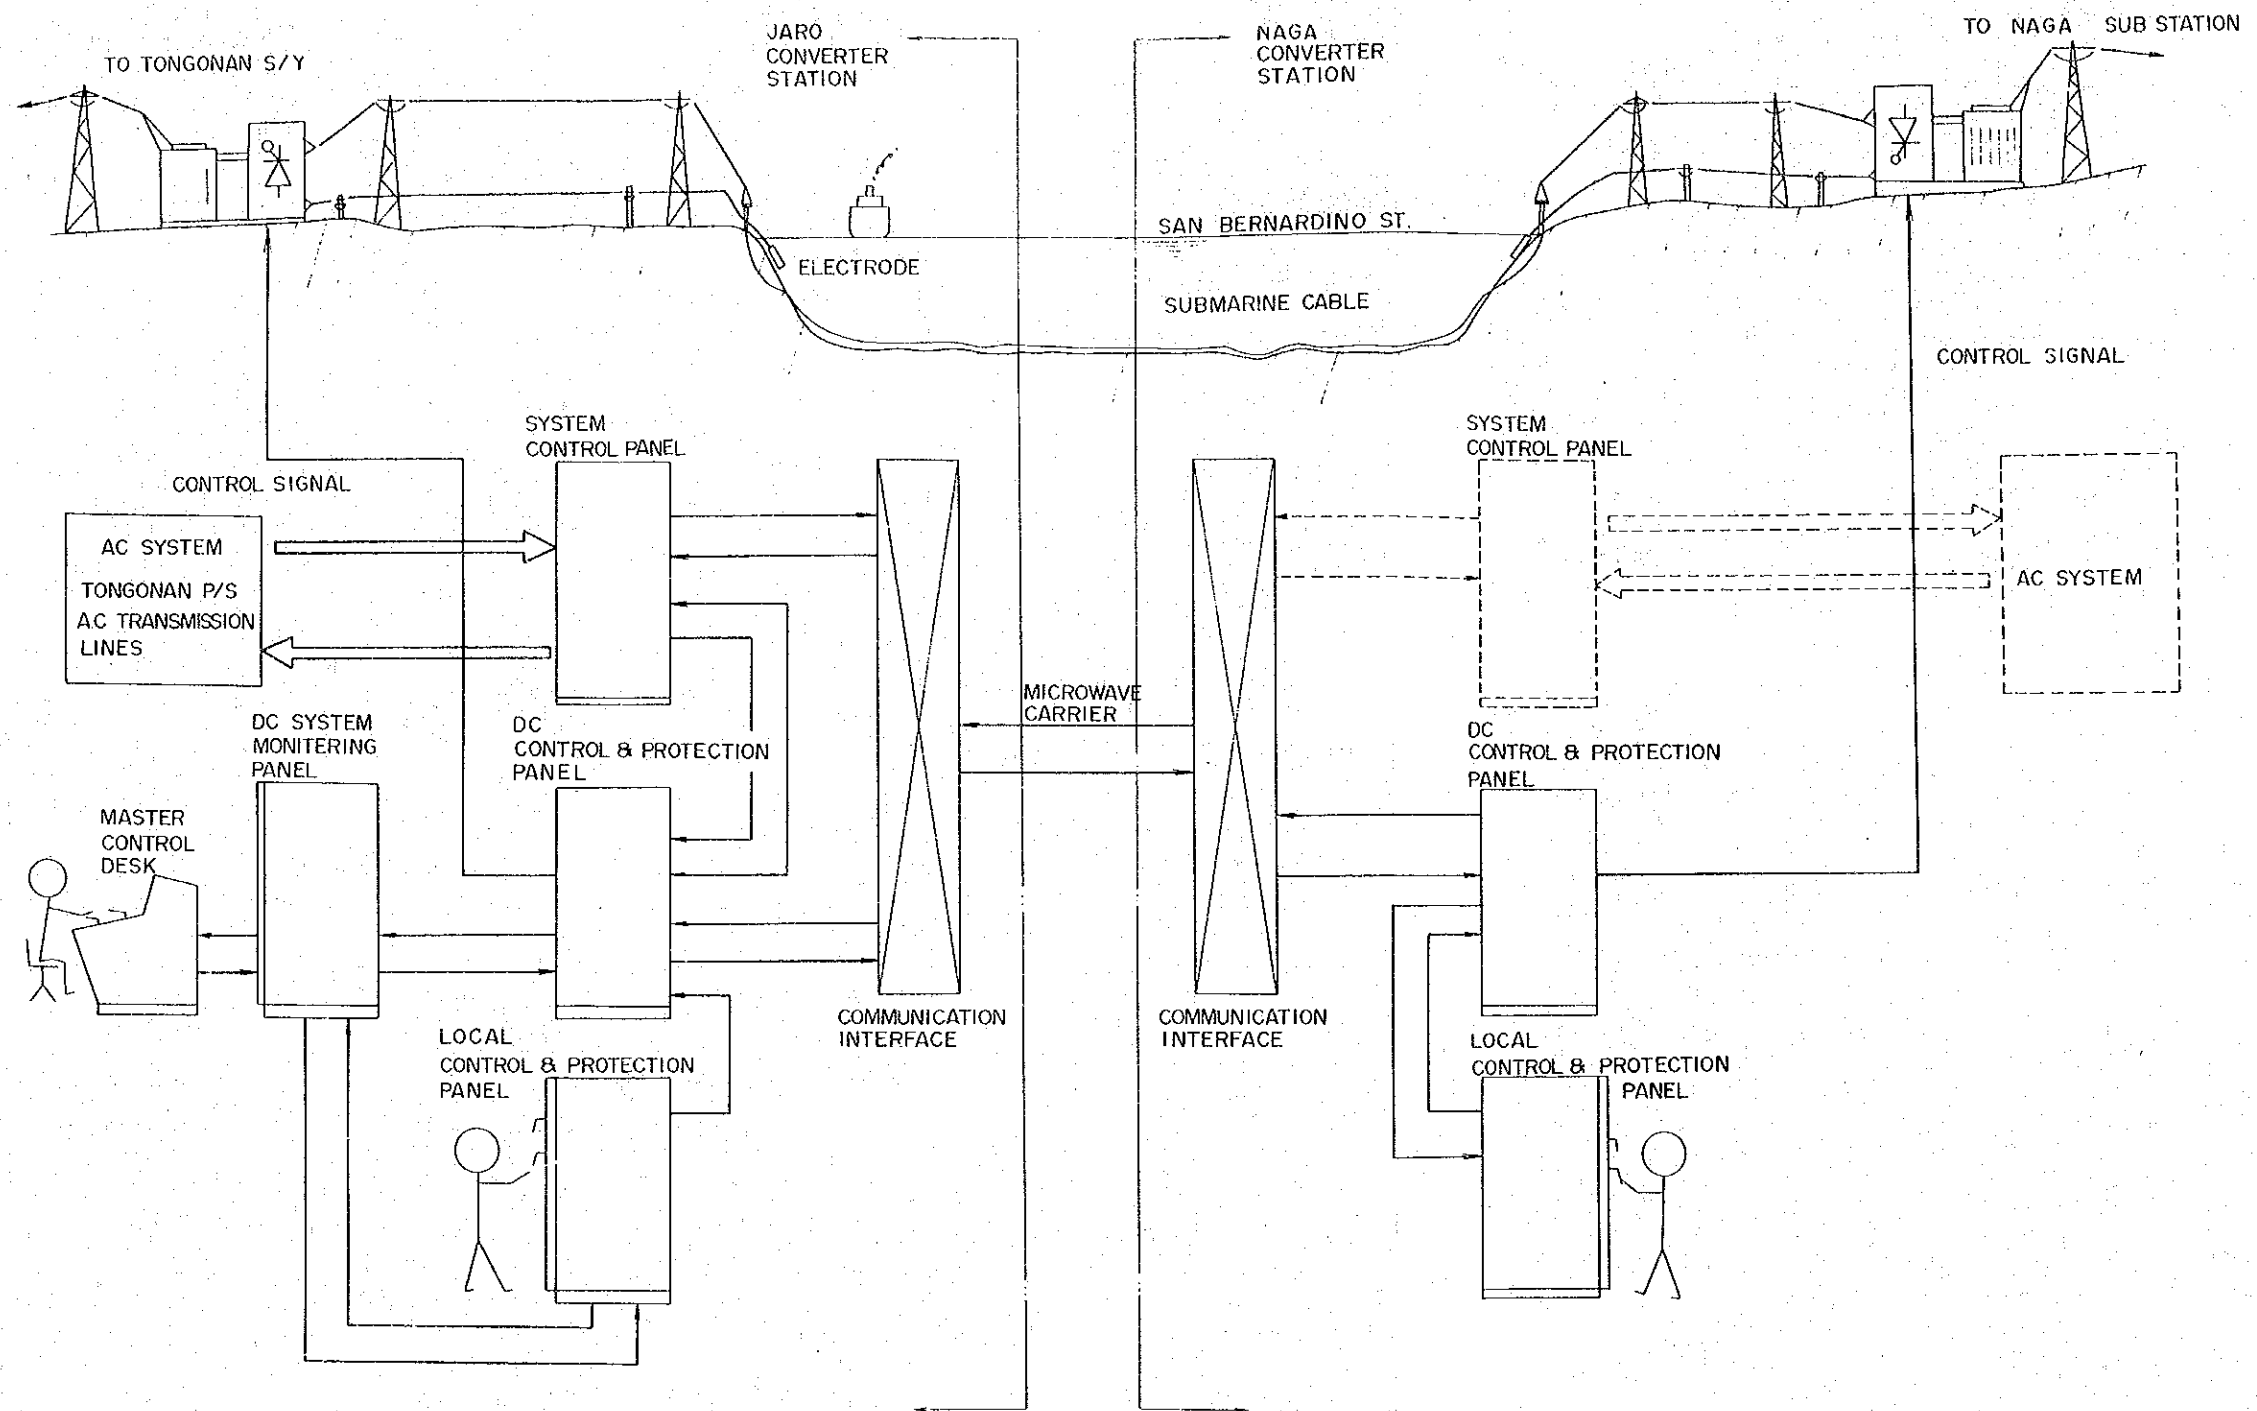 TO TONGONAN S/Y
JARO
CONVERTER
STATION
NAGA
CONVERTER
STATION
TO NAGA SUB STATION
SAN BERNARDINO ST.
ELECTRODE
SUBMARINE CABLE
CONTROL SIGNAL
SYSTEM
CONTROL PANEL
CONTROL SIGNAL
AC SYSTEM
TONGONAN P/S
A.C TRANSMISSION
LINES
SYSTEM
CONTROL PANEL
AC SYSTEM
MICROWAVE
CARRIER
DC SYSTEM
MONITERING
PANEL
DC
CONTROL & PROTECTION
PANEL
DC
CONTROL & PROTECTION
PANEL
MASTER
CONTROL
DESK
COMMUNICATION
INTERFACE
COMMUNICATION
INTERFACE
LOCAL
CONTROL & PROTECTION
PANEL
LOCAL
CONTROL & PROTECTION
PANEL